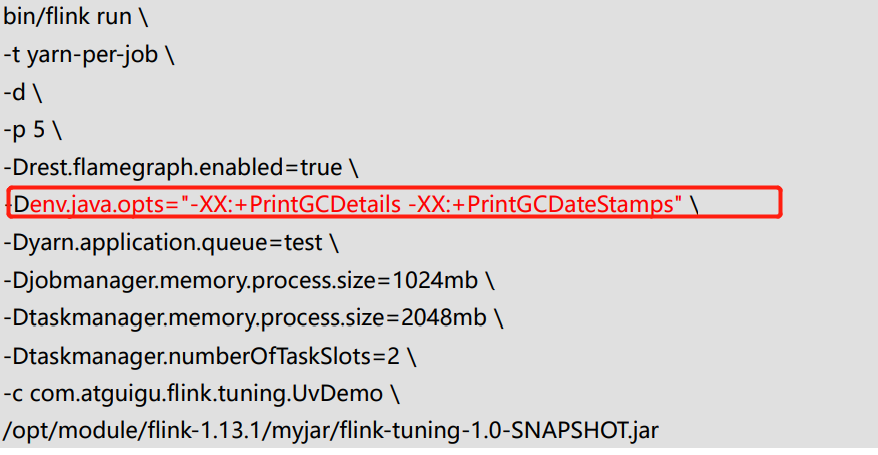 bin/flink run \
-t yarn-per-job \
-d \
-p 5 \
-Drest.flamegraph.enabled=true \
-Denv.java.opts="-XX:+PrintGCDetails -XX:+PrintGCDateStamps" \
-Dyarn.application.queue=test \
-Djobmanager.memory.process.size=1024mb \
-Dtaskmanager.memory.process.size=2048mb \
-Dtaskmanager.numberOfTaskSlots=2 \
-c com.atguigu.flink.tuning.UvDemo \
/opt/module/flink-1.13.1/myjar/flink-tuning-1.0-SNAPSHOT.jar